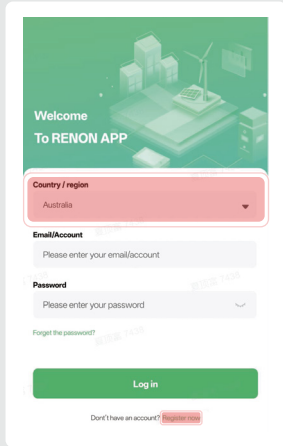 Welcome
To RENON APP
Country / region
Australia
Email/Account
Please enter your email/account
Password
Please enter your password
Forget the password?
Log in
Dont't have an account? Register now